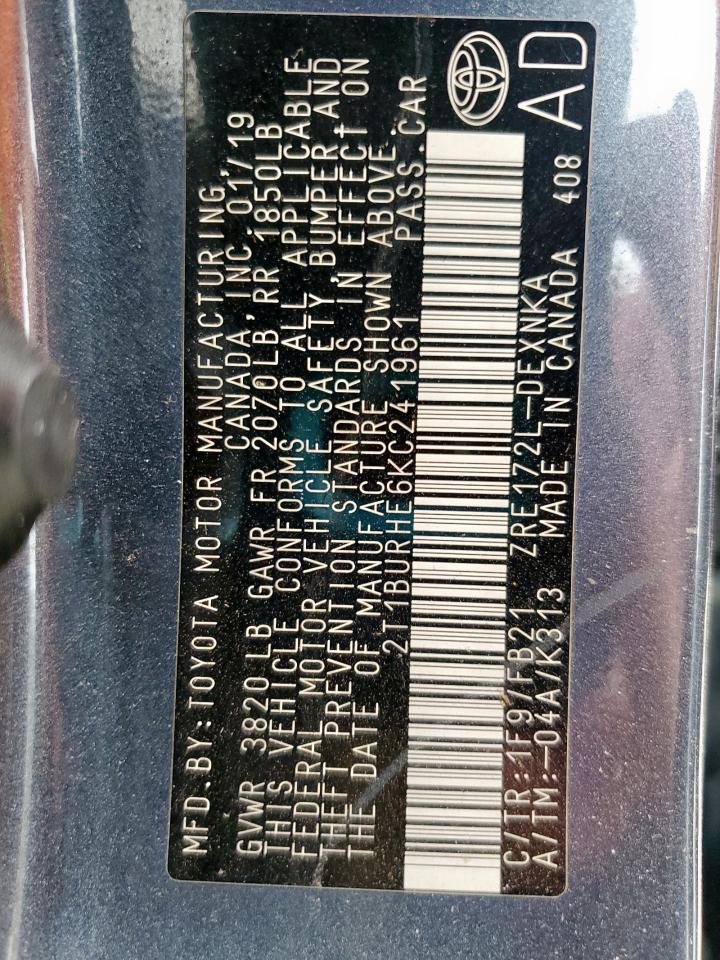 MFD.BY:TOYOTA MOTOR MANUFACTURING
CANADA,INC.01/19
GVWR 3820LB GAWR FR 2070LB,RR 1850LB
THIS VEHICLE CONFORMS TO ALL APPLICABLE
FEDERAL MOTOR VEHICLE SAFETY,BUMPER AND
THEFT PREVENTION STANDARDS IN EFFECT ON
THE DATE OF MANUFACTURE SHOWN ABOVE.
2T1BURHE6KC241961 PASS.CAR
C/TR:1F9/FB21 ZRE172L-DEXNKA
A/TM:-04A/K313 MADE IN CANADA 408
AD